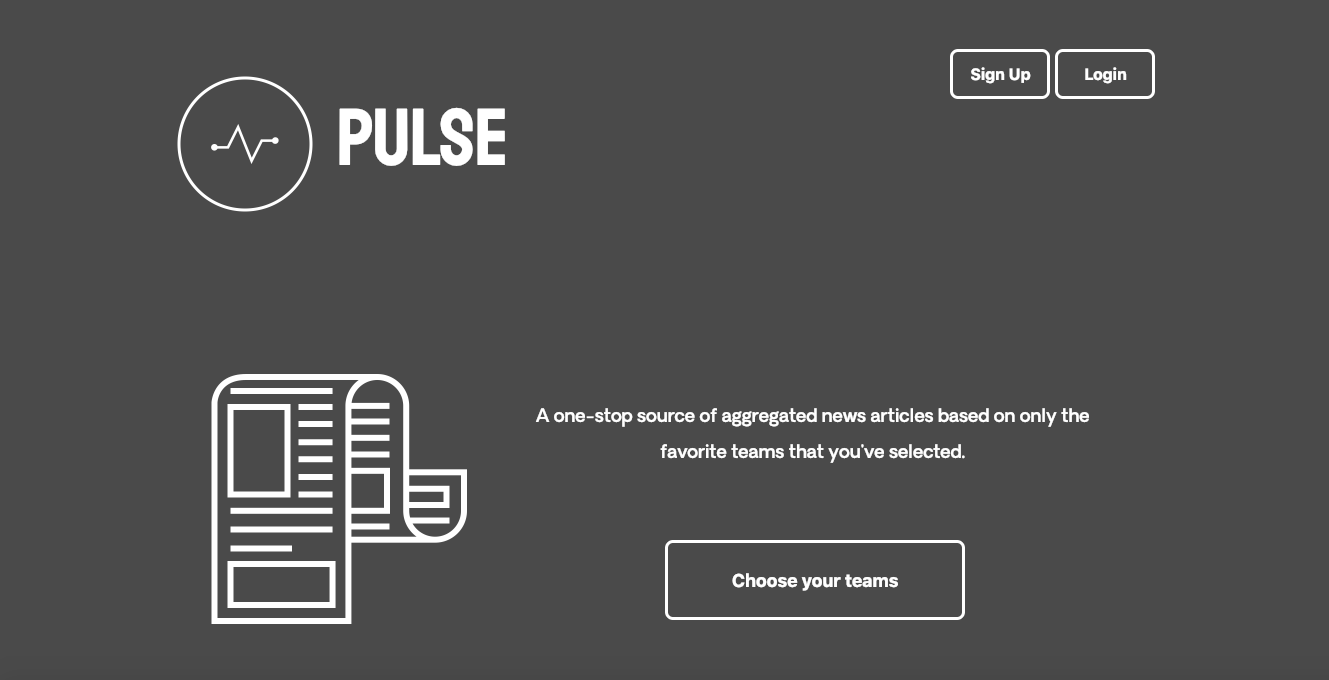 Sign Up
Login
PULSE
A one-stop source of aggregated news articles based on only the
favorite teams that you've selected.
Choose your teams